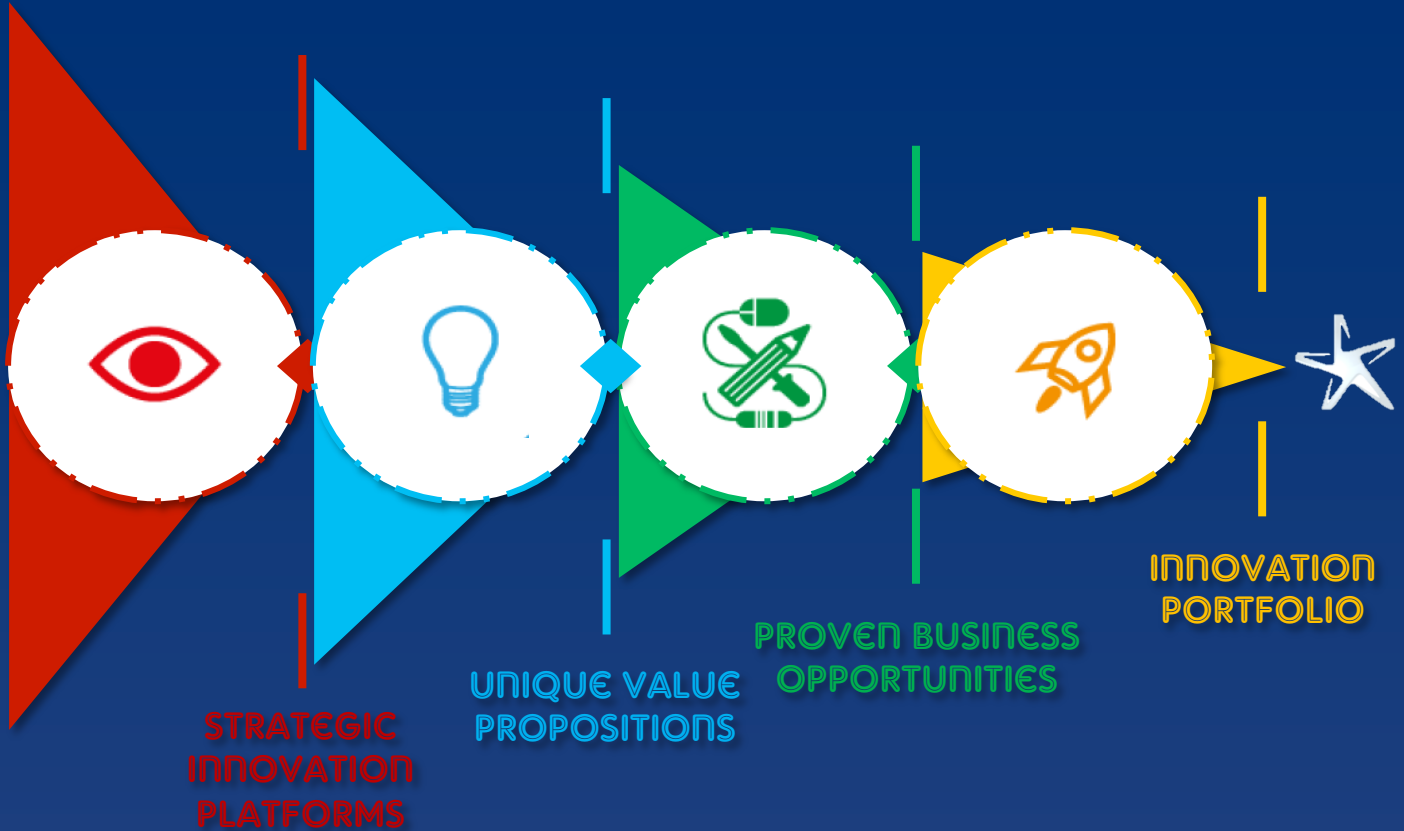 STRATEGIC
INNOVATION
PLATFORMS
UNIQUE VALUE
PROPOSITIONS
PROVEN BUSINESS
OPPORTUNITIES
INNOVATION
PORTFOLIO